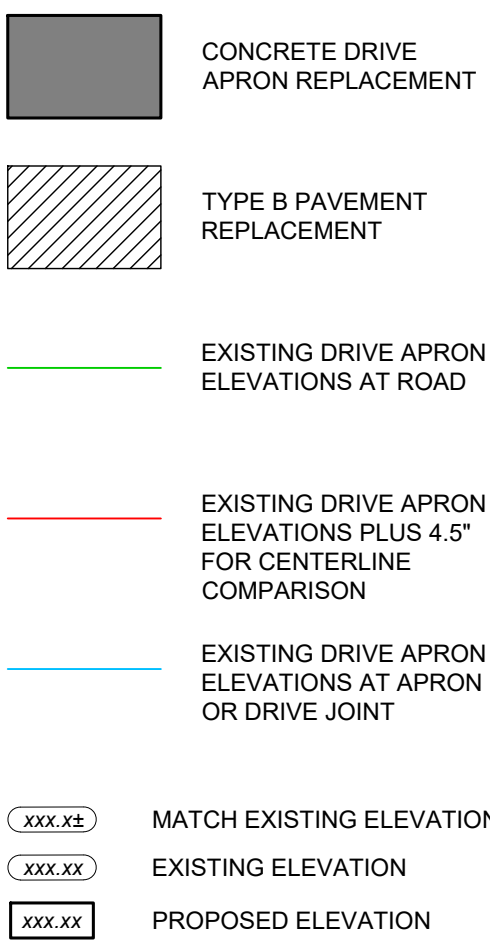 CONCRETE DRIVE
APRON REPLACEMENT
TYPE B PAVEMENT
REPLACEMENT
EXISTING DRIVE APRON
ELEVATIONS AT ROAD
EXISTING DRIVE APRON
ELEVATIONS PLUS 4.5"
FOR CENTERLINE
COMPARISON
EXISTING DRIVE APRON
ELEVATIONS AT APRON
OR DRIVE JOINT
xxx.x± MATCH EXISTING ELEVATION
xxx.xx EXISTING ELEVATION
xxx.xx PROPOSED ELEVATION